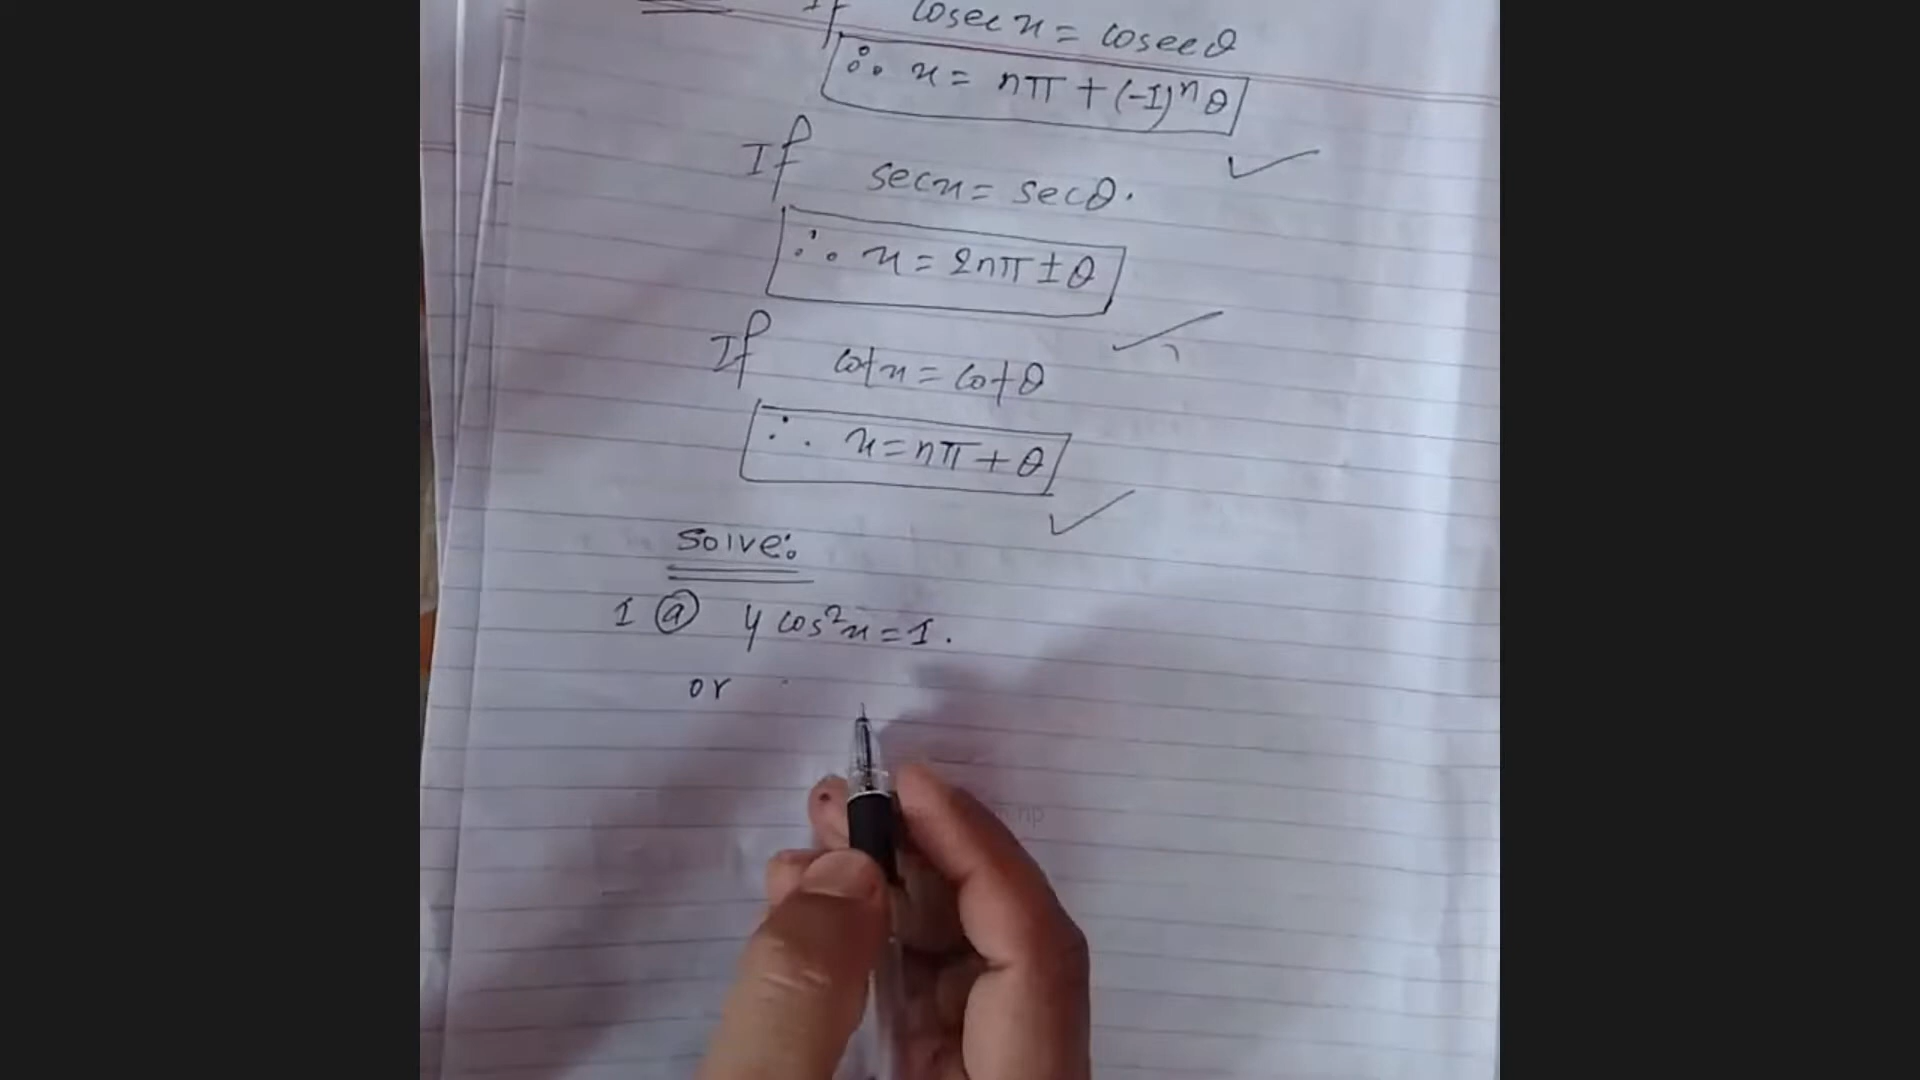 If cosec x = cosec θ
∴ x = nπ + (-1)ⁿ θ
If sec x = sec θ.
∴ x = 2nπ ± θ
If cot x = cot θ
∴ x = nπ + θ
Solve:
1 (a) 4 cos²x = 1.
or